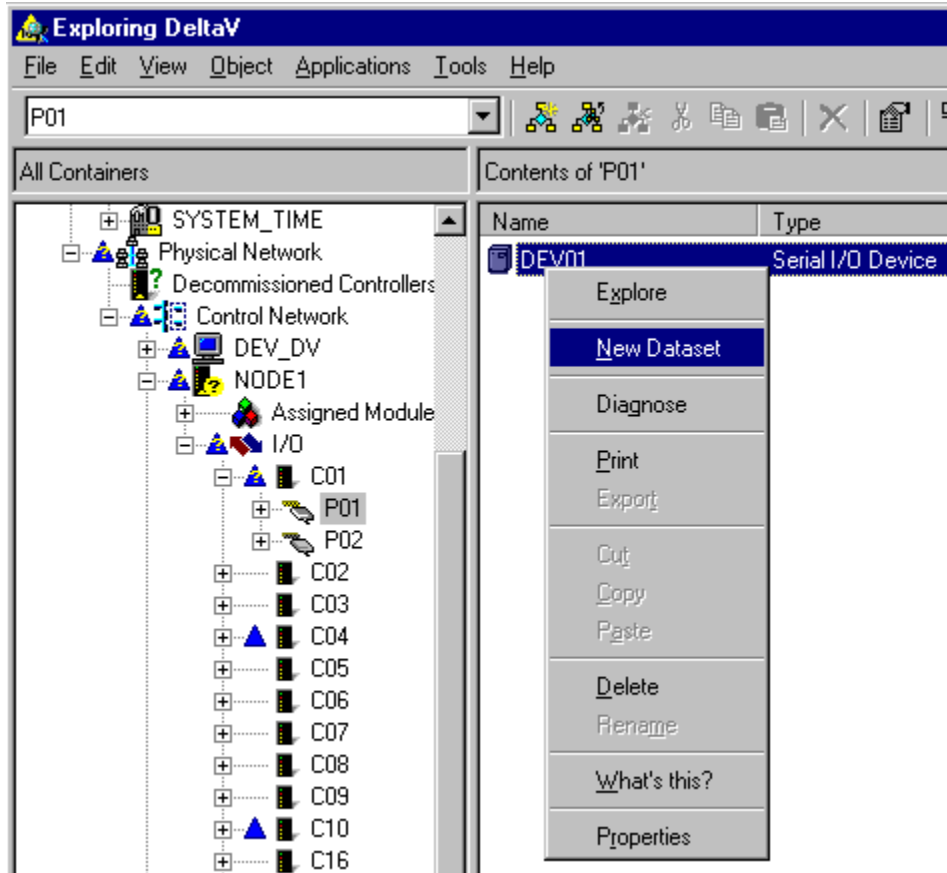 Exploring DeltaV
File Edit View Object Applications Tools Help
P01
All Containers
Contents of 'P01'
SYSTEM_TIME
Physical Network
Decommissioned Controllers
Control Network
DEV_DV
NODE1
Assigned Module
I/O
C01
P01
P02
C02
C03
C04
C05
C06
C07
C08
C09
C10
C16
Name Type
DEV01 Serial I/O Device
Explore
New Dataset
Diagnose
Print
Export
Cut
Copy
Paste
Delete
Rename
What's this?
Properties